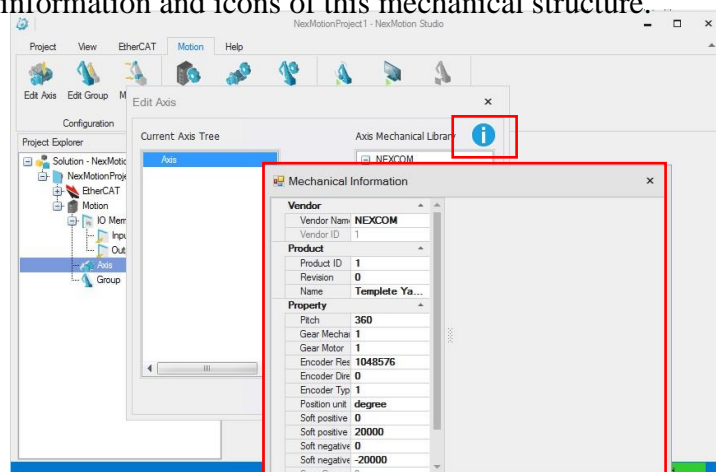 information and icons of this mechanical structure.
NexMotionProject1 - NexMotion Studio
Project View EtherCAT Motion Help
Edit Axis Edit Group M
Configuration
Edit Axis
Project Explorer
Current Axis Tree
Axis Mechanical Library
Solution - NexMotio
NexMotionProje
EtherCAT
Motion
IO Mem
Inpu
Out
Axis
Group
Axis
NEXCOM
Mechanical Information
Vendor
Vendor Nam NEXCOM
Vendor ID 1
Product
Product ID 1
Revision 0
Name Templete Ya...
Property
Pitch 360
Gear Mechar 1
Gear Motor 1
Encoder Res 1048576
Encoder Dire 0
Encoder Typ 1
Position unit degree
Soft positive 0
Soft positive 20000
Soft negative 0
Soft negative -20000